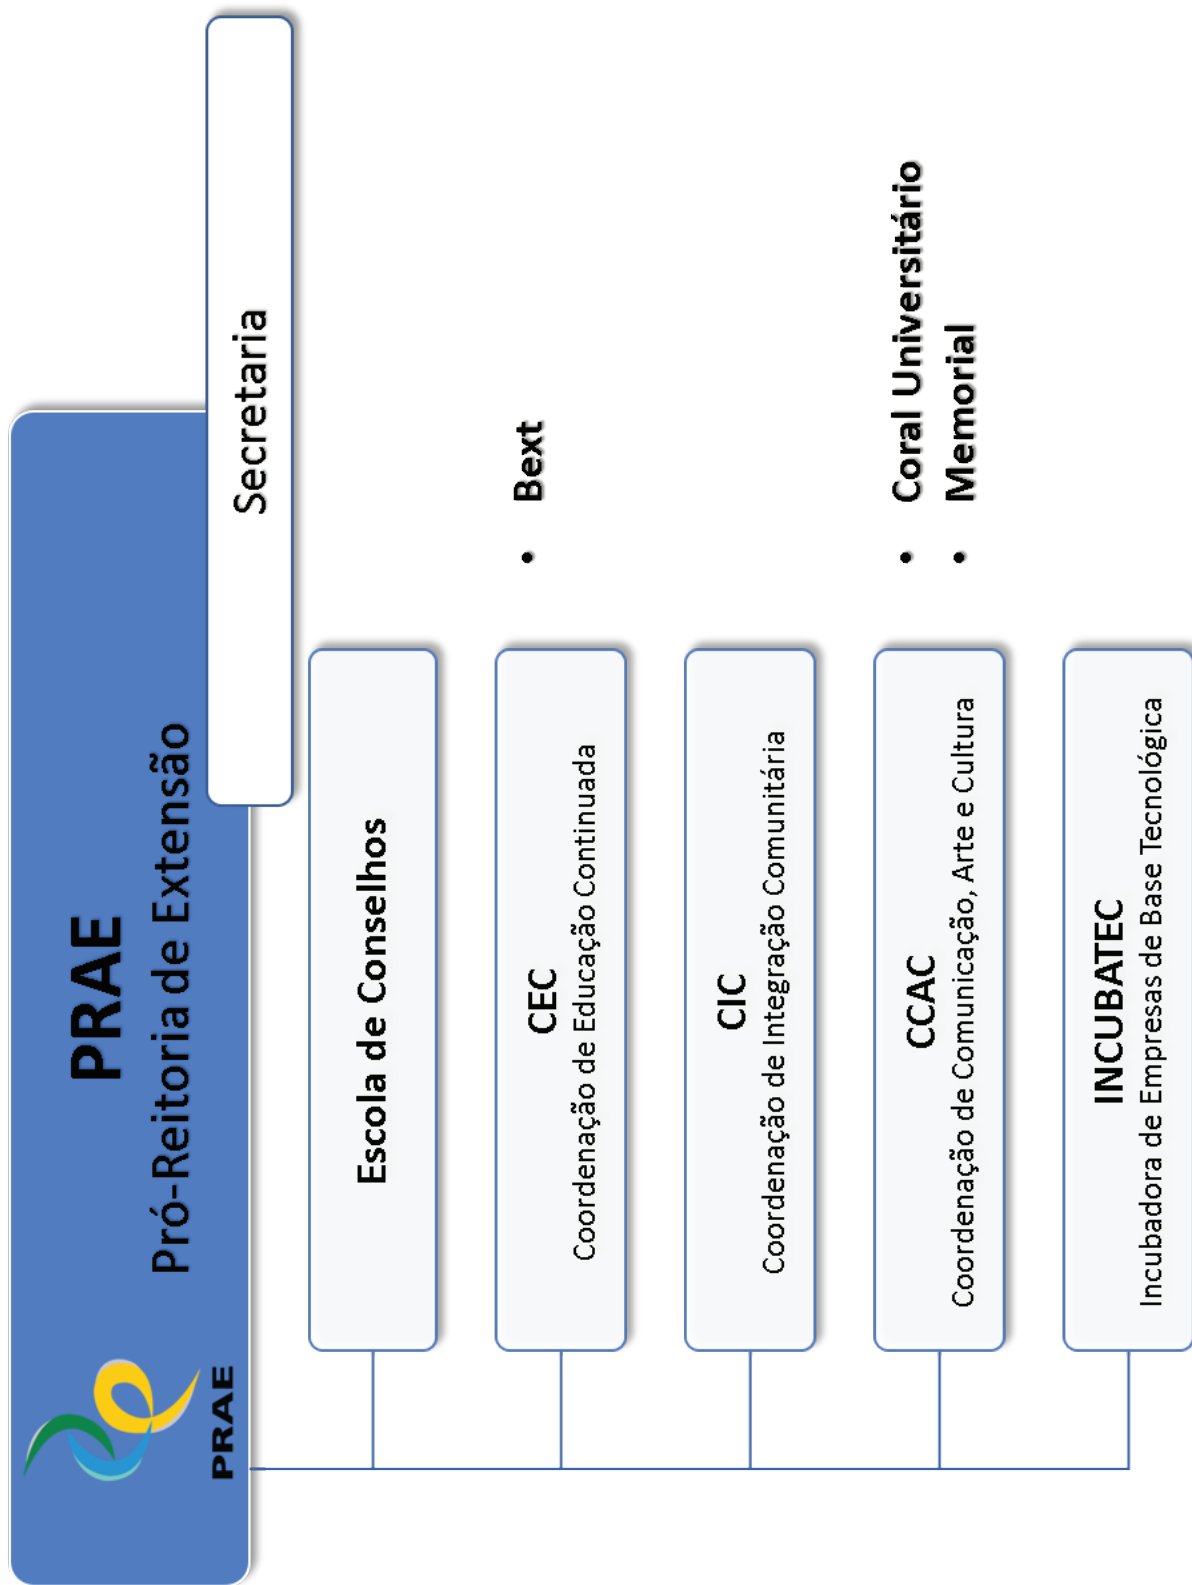 PRAE
Pró-Reitoria de Extensão
PRAE
Secretaria
Escola de Conselhos
CEC
Coordenação de Educação Continuada
• Bext
CIC
Coordenação de Integração Comunitária
CCAC
Coordenação de Comunicação, Arte e Cultura
• Coral Universitário
• Memorial
INCUBATEC
Incubadora de Empresas de Base Tecnológica